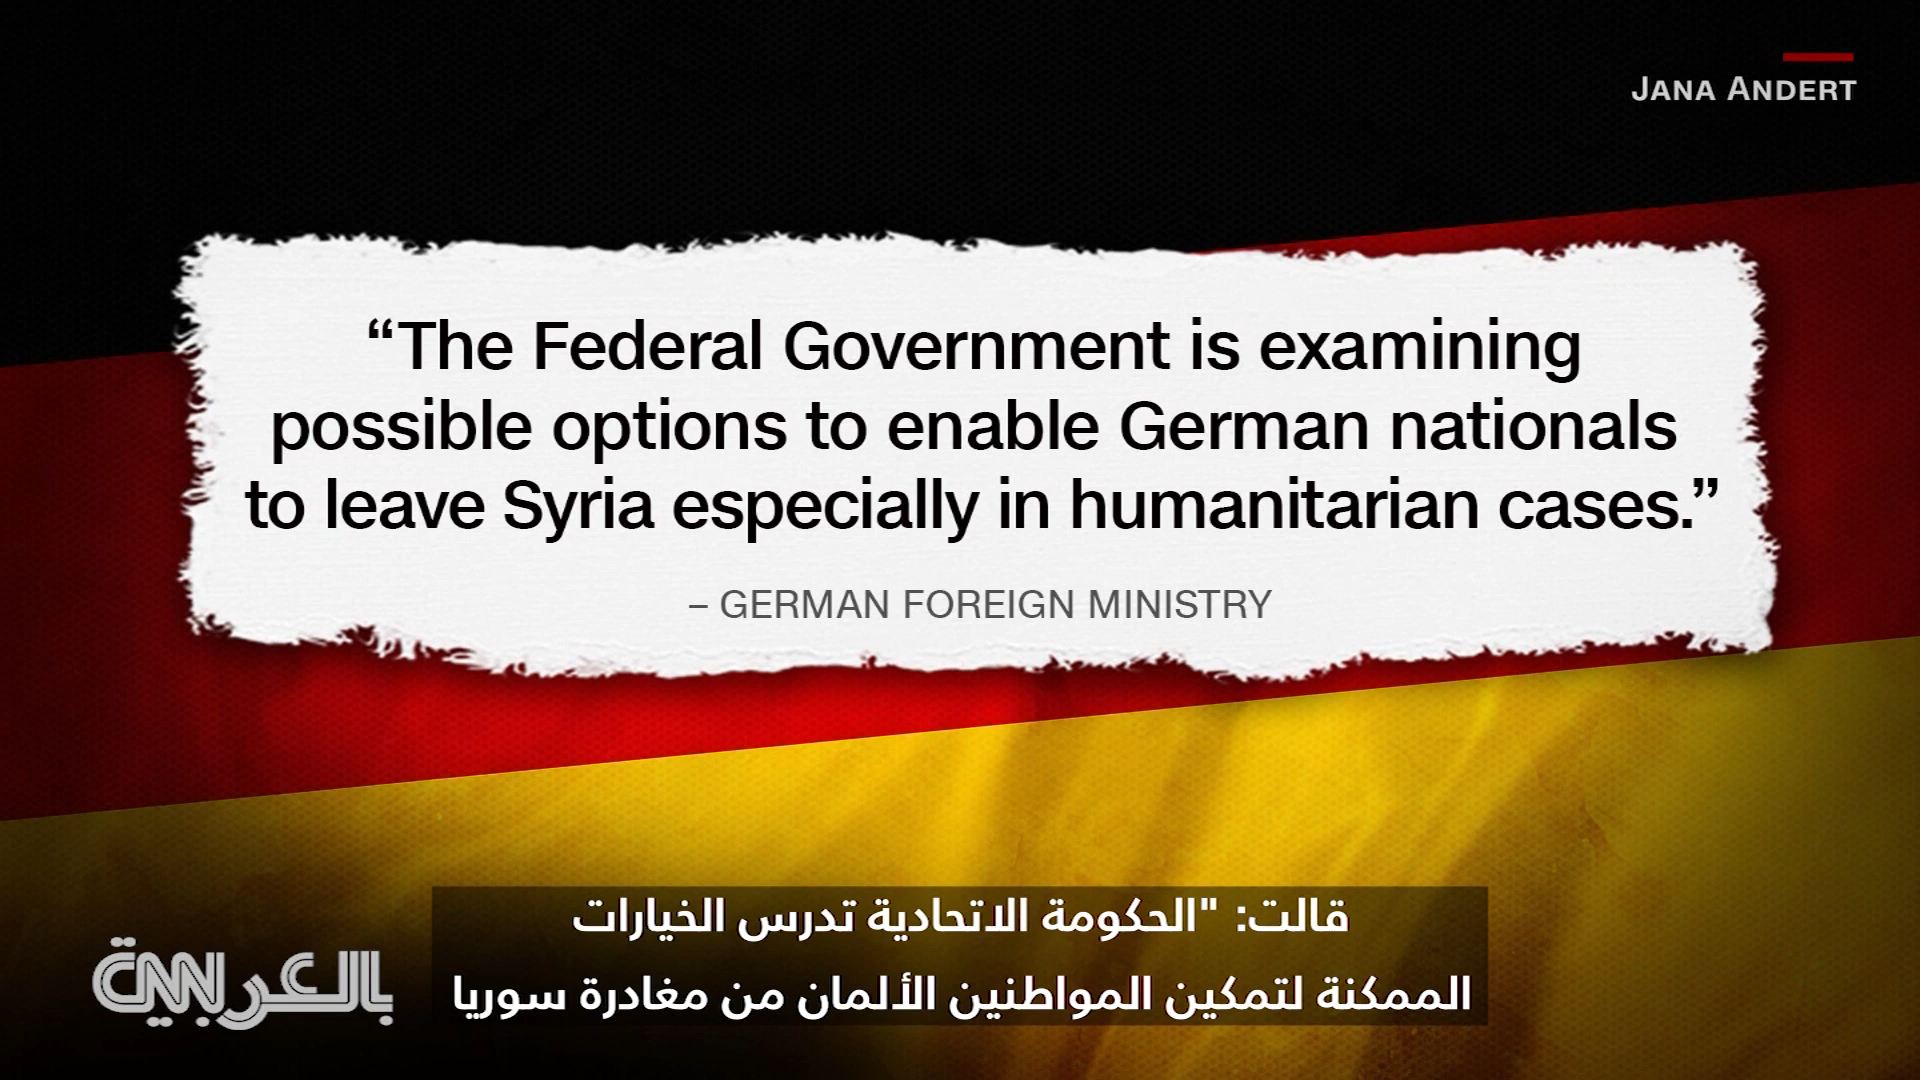 JANA ANDERT
“The Federal Government is examining
possible options to enable German nationals
to leave Syria especially in humanitarian cases.”
– GERMAN FOREIGN MINISTRY
قالت: "الحكومة الاتحادية تدرس الخيارات
الممكنة لتمكين المواطنين الألمان من مغادرة سوريا
CNN بالعربية